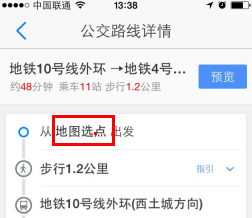 中国联通 13:38
公交路线详情
地铁10号线外环 →地铁4号...
预览
约48分钟 乘车11站 步行1.2公里
从 地图选点 出发
步行1.2公里 指引
地铁10号线外环(西土城方向)